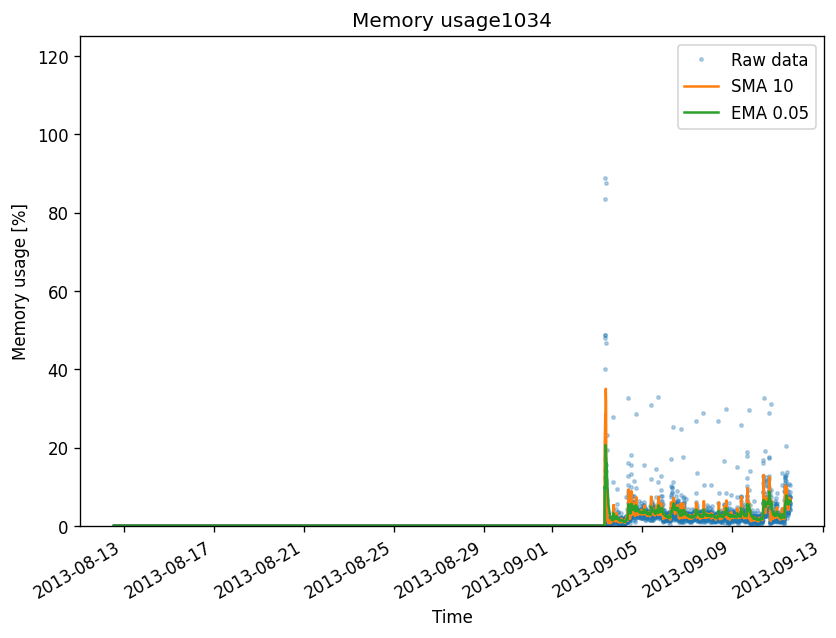 Memory usage1034
Memory usage [%]
120
100
80
60
40
20
0
Raw data
SMA 10
EMA 0.05
2013-08-13
2013-08-17
2013-08-21
2013-08-25
2013-08-29
2013-09-01
2013-09-05
2013-09-09
2013-09-13
Time